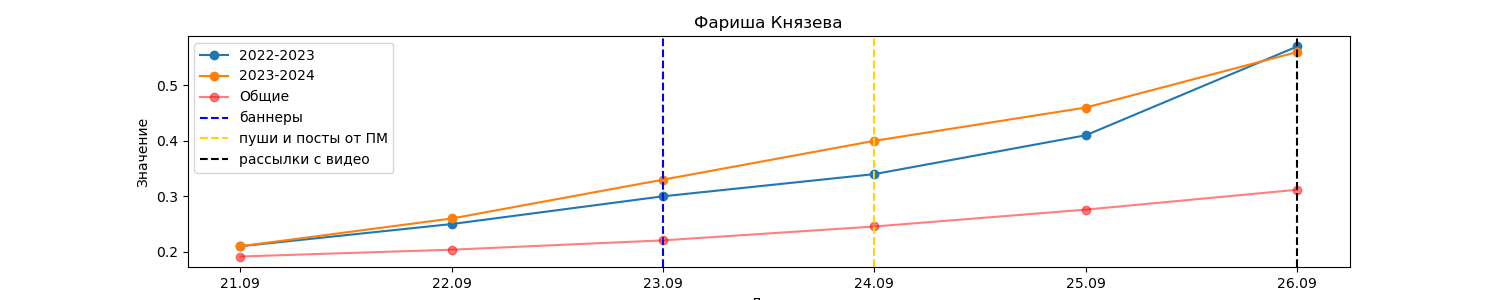 Фариша Князева
2022-2023
2023-2024
Общие
баннеры
пуши и посты от ПМ
рассылки с видео
Значение
0.5
0.4
0.3
0.2
21.09
22.09
23.09
24.09
25.09
26.09